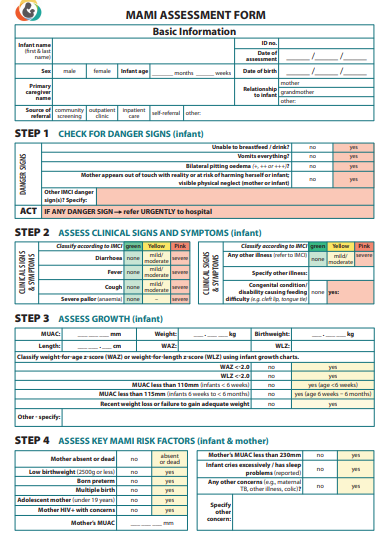 MAMI ASSESSMENT FORM
Basic Information
Infant name (first & last name)
ID no.
Date of assessment ____ / ____ / ____
Sex male female Infant age ______ months ______ weeks
Date of birth ____ / ____ / ____
Primary caregiver name
Relationship to infant
mother
grandmother
other:
Source of referral
community screening
outpatient clinic
inpatient care
self-referral
other:
STEP 1 CHECK FOR DANGER SIGNS (infant)
DANGER SIGNS
Unable to breastfeed / drink? no yes
Vomits everything? no yes
Bilateral pitting oedema (+, ++ or +++)? no yes
Mother appears out of touch with reality or at risk of harming herself or infant; visible physical neglect (mother or infant) no yes
Other IMCI danger sign(s)? Specify:
ACT IF ANY DANGER SIGN → refer URGENTLY to hospital
STEP 2 ASSESS CLINICAL SIGNS AND SYMPTOMS (infant)
CLINICAL SIGNS & SYMPTOMS
Classify according to IMCI green Yellow Pink
Diarrhoea none mild/ moderate severe
Fever none mild/ moderate severe
Cough none mild/ moderate severe
Severe pallor (anaemia) none – severe
CLINICAL SIGNS & SYMPTOMS
Classify according to IMCI green Yellow Pink
Any other illness (refer to IMCI) none mild/ moderate severe
Specify other illness:
Congenital condition/ disability causing feeding difficulty (e.g. cleft lip, tongue tie) none yes:
STEP 3 ASSESS GROWTH (infant)
MUAC: ________ mm Weight: ___ . ___ kg Birthweight: ___ . ___ kg
Length: ______ . __ cm WAZ: WLZ:
Classify weight-for-age z-score (WAZ) or weight-for-length z-score (WLZ) using infant growth charts.
WAZ <-2.0 no yes
WLZ <-2.0 no yes
MUAC less than 110mm (infants < 6 weeks) no yes (age <6 weeks)
MUAC less than 115mm (infants 6 weeks to < 6 months) no yes (age 6 weeks – 6 months)
Recent weight loss or failure to gain adequate weight no yes
Other - specify:
STEP 4 ASSESS KEY MAMI RISK FACTORS (infant & mother)
Mother absent or dead no absent or dead
Low birthweight (2500g or less) no yes
Born preterm no yes
Multiple birth no yes
Adolescent mother (under 19 years) no yes
Mother HIV+ with concerns no yes
Mother's MUAC ______ mm
Mother's MUAC less than 230mm no yes
Infant cries excessively / has sleep problems (reported) no yes
Any other concerns (e.g., maternal TB, other illness, colic)? no yes
Specify other concern: